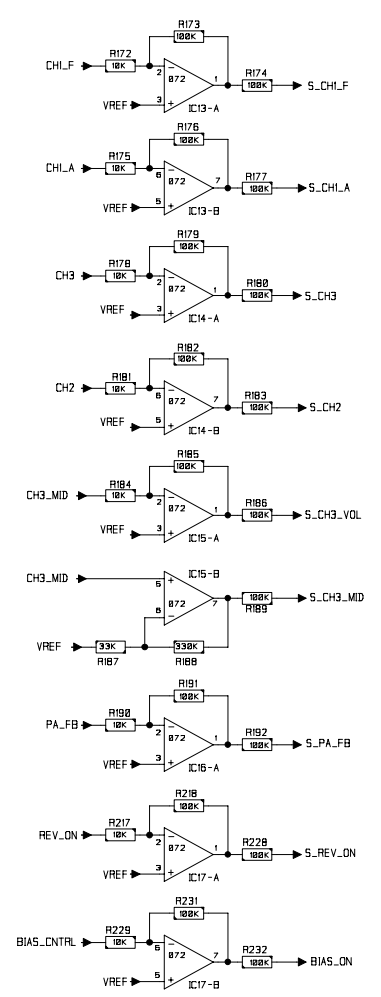 R173
100K
R172
CH1_F
10K
2
072
1
R174
100K
S_CH1_F
VREF
3
IC13-A
R176
100K
R175
CH1_A
10K
6
072
7
R177
100K
S_CH1_A
VREF
5
IC13-B
R179
100K
R178
CH3
10K
2
072
1
R180
100K
S_CH3
VREF
3
IC14-A
R182
100K
R181
CH2
10K
6
072
7
R183
100K
S_CH2
VREF
5
IC14-B
R185
100K
R184
CH3_MID
10K
2
072
1
R186
100K
S_CH3_VOL
VREF
3
IC15-A
IC15-B
CH3_MID
5
072
7
100K
S_CH3_MID
R189
6
VREF
33K
330K
R187
R188
R191
100K
R190
PA_FB
10K
2
072
1
R192
100K
S_PA_FB
VREF
3
IC16-A
R218
100K
R217
REV_ON
10K
2
072
1
R228
100K
S_REV_ON
VREF
3
IC17-A
R231
100K
R229
BIAS_CNTRL
10K
6
072
7
R232
100K
BIAS_ON
VREF
5
IC17-B